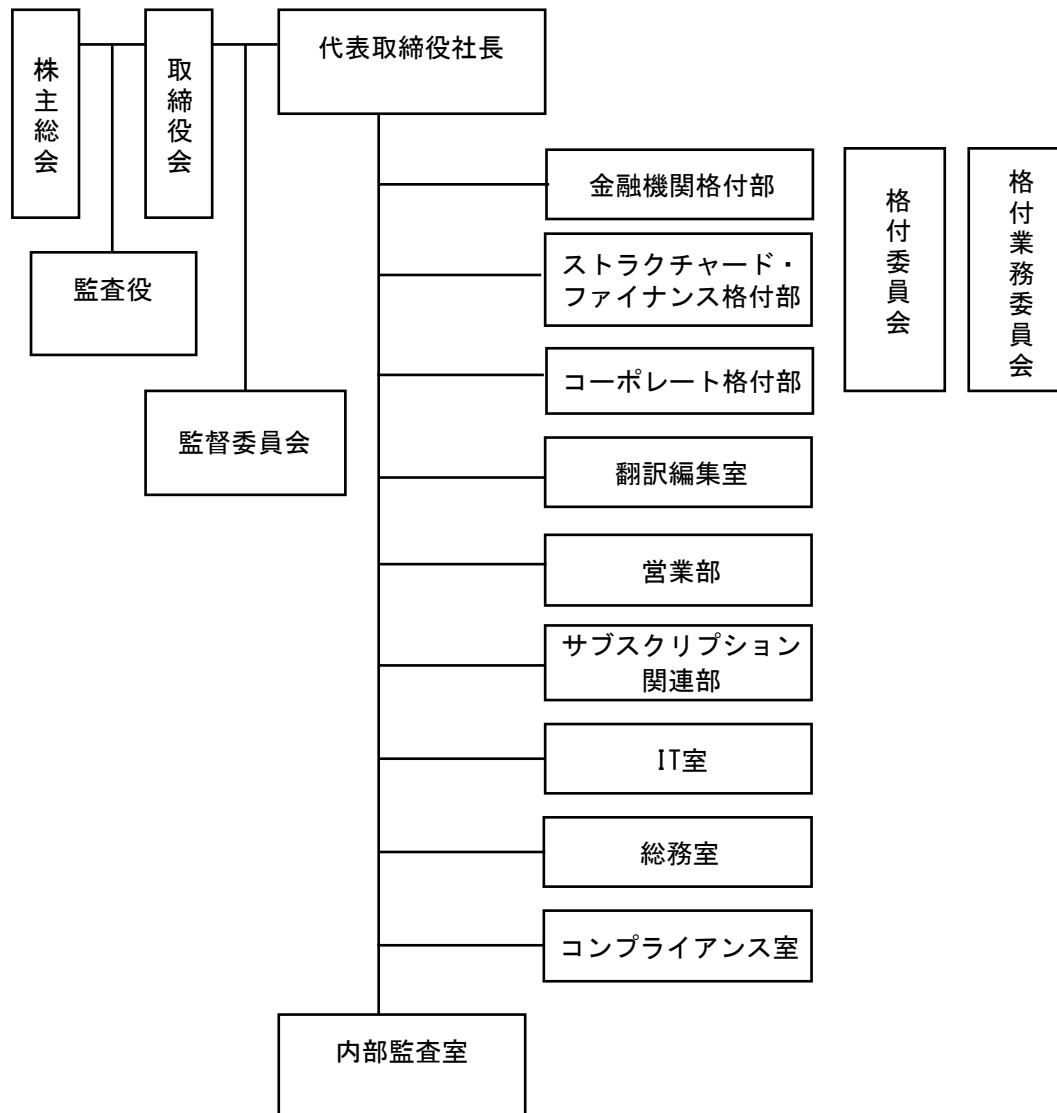 株主総会
取締役会
代表取締役社長
監査役
監督委員会
金融機関格付部
ストラクチャード・
ファイナンス格付部
コーポレート格付部
翻訳編集室
営業部
サブスクリプション
関連部
IT室
総務室
コンプライアンス室
内部監査室
格付委員会
格付業務委員会